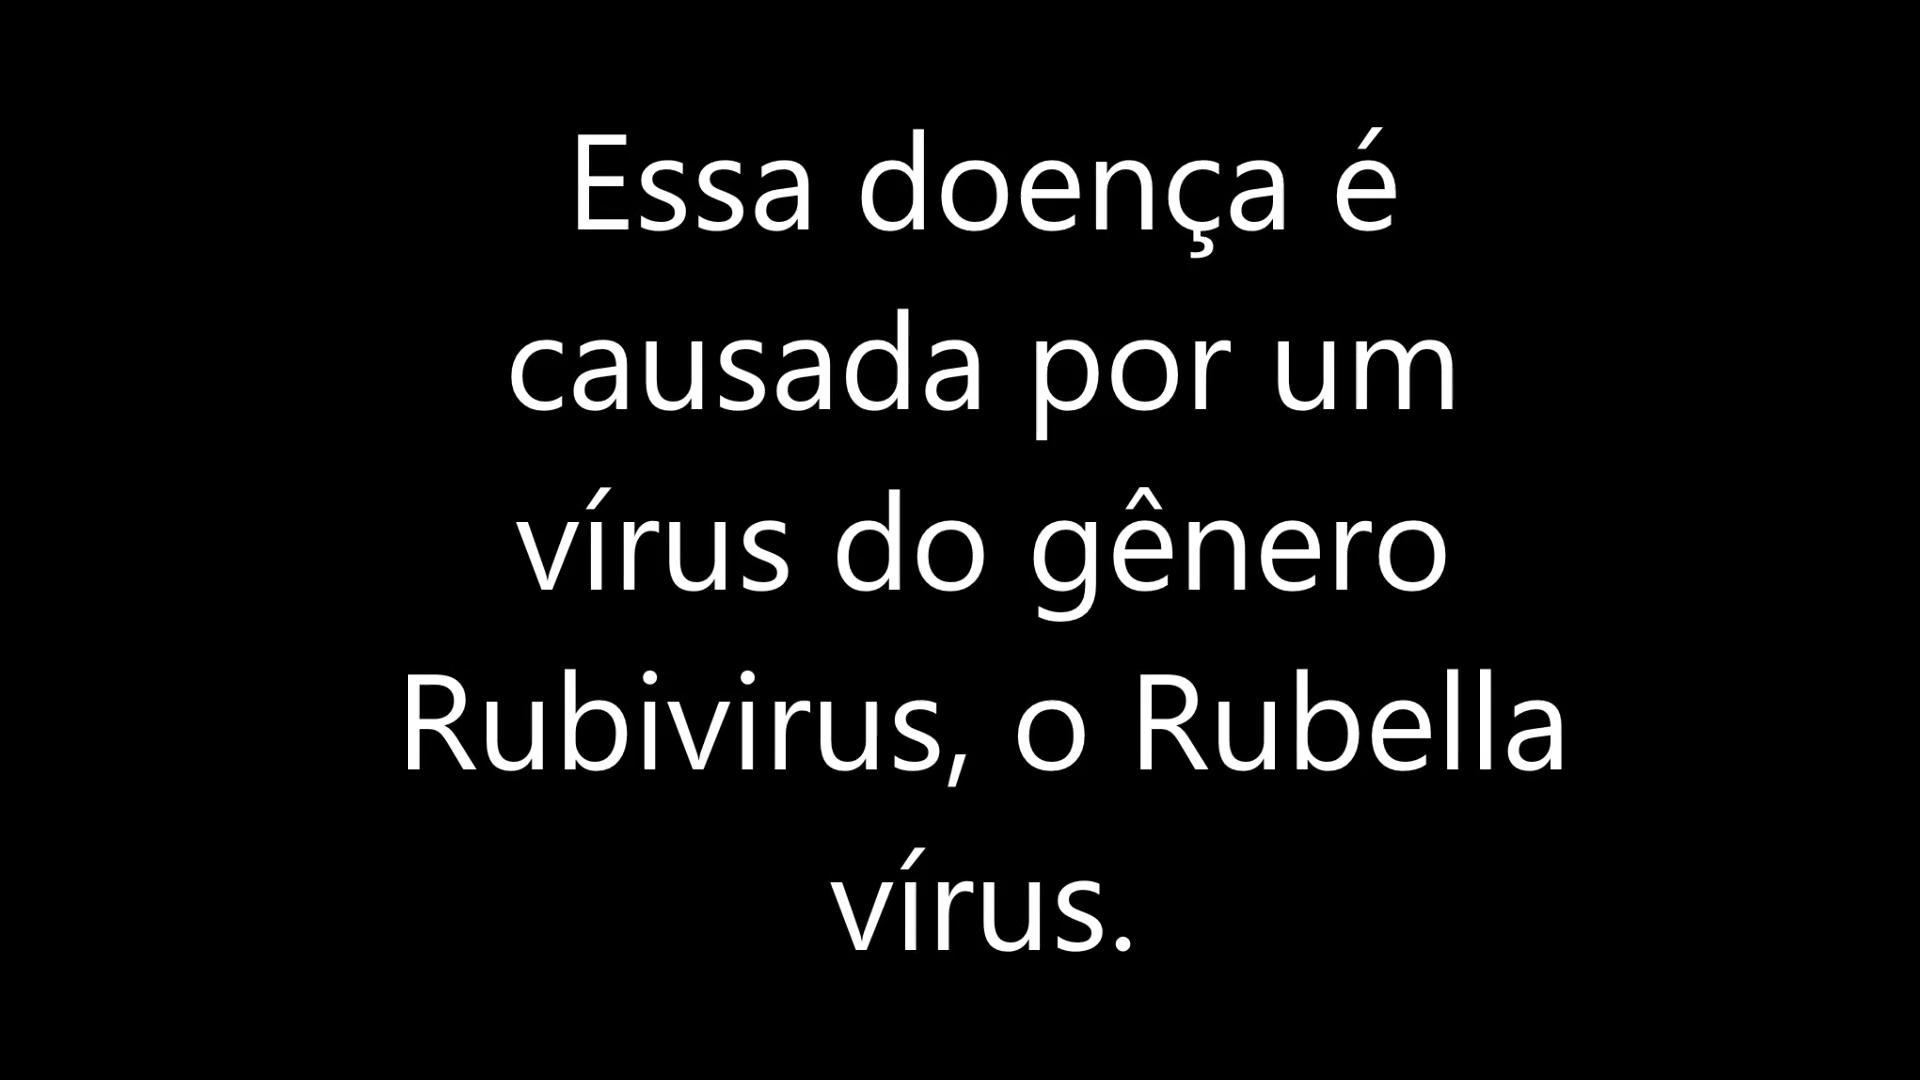 Essa doença é
causada por um
vírus do gênero
Rubivirus, o Rubella
vírus.